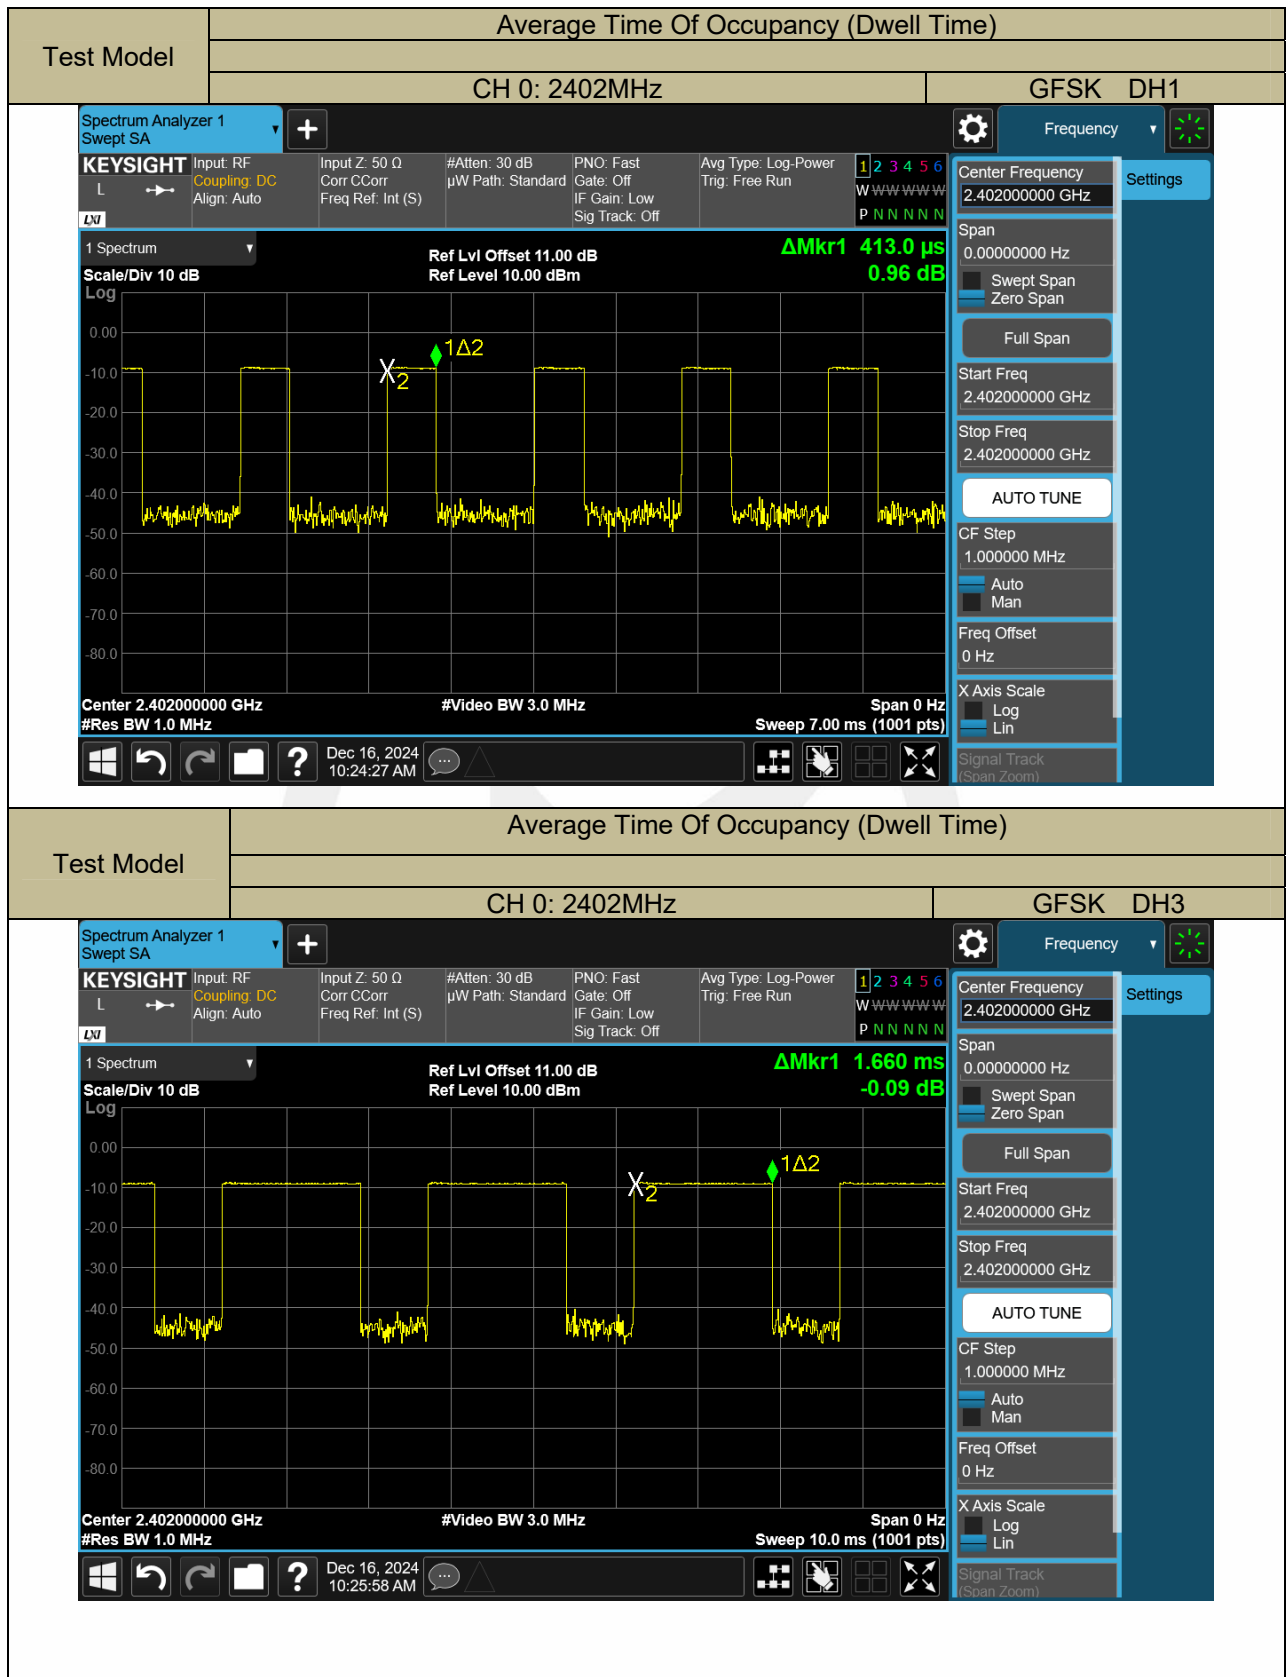 Test Model
Average Time Of Occupancy (Dwell Time)
CH 0: 2402MHz
GFSK DH1
Spectrum Analyzer 1
Swept SA
Frequency
KEYSIGHT
L
LXI
Input: RF
Coupling: DC
Align: Auto
Input Z: 50 Ω
Corr CCorr
Freq Ref: Int (S)
#Atten: 30 dB
µW Path: Standard
PNO: Fast
Gate: Off
IF Gain: Low
Sig Track: Off
Avg Type: Log-Power
Trig: Free Run
1 2 3 4 5 6
W W W W W W
P N N N N N
1 Spectrum
Scale/Div 10 dB
Log
Ref Lvl Offset 11.00 dB
Ref Level 10.00 dBm
ΔMkr1 413.0 µs
0.96 dB
0.00
-10.0
-20.0
-30.0
-40.0
-50.0
-60.0
-70.0
-80.0
X2
1Δ2
Center 2.402000000 GHz
#Res BW 1.0 MHz
#Video BW 3.0 MHz
Span 0 Hz
Sweep 7.00 ms (1001 pts)
Dec 16, 2024
10:24:27 AM
Center Frequency
2.402000000 GHz
Settings
Span
0.00000000 Hz
Swept Span
Zero Span
Full Span
Start Freq
2.402000000 GHz
Stop Freq
2.402000000 GHz
AUTO TUNE
CF Step
1.000000 MHz
Auto
Man
Freq Offset
0 Hz
X Axis Scale
Log
Lin
Signal Track
(Span Zoom)
Test Model
Average Time Of Occupancy (Dwell Time)
CH 0: 2402MHz
GFSK DH3
Spectrum Analyzer 1
Swept SA
Frequency
KEYSIGHT
L
LXI
Input: RF
Coupling: DC
Align: Auto
Input Z: 50 Ω
Corr CCorr
Freq Ref: Int (S)
#Atten: 30 dB
µW Path: Standard
PNO: Fast
Gate: Off
IF Gain: Low
Sig Track: Off
Avg Type: Log-Power
Trig: Free Run
1 2 3 4 5 6
W W W W W W
P N N N N N
1 Spectrum
Scale/Div 10 dB
Log
Ref Lvl Offset 11.00 dB
Ref Level 10.00 dBm
ΔMkr1 1.660 ms
-0.09 dB
0.00
-10.0
-20.0
-30.0
-40.0
-50.0
-60.0
-70.0
-80.0
X2
1Δ2
Center 2.402000000 GHz
#Res BW 1.0 MHz
#Video BW 3.0 MHz
Span 0 Hz
Sweep 10.0 ms (1001 pts)
Dec 16, 2024
10:25:58 AM
Center Frequency
2.402000000 GHz
Settings
Span
0.00000000 Hz
Swept Span
Zero Span
Full Span
Start Freq
2.402000000 GHz
Stop Freq
2.402000000 GHz
AUTO TUNE
CF Step
1.000000 MHz
Auto
Man
Freq Offset
0 Hz
X Axis Scale
Log
Lin
Signal Track
(Span Zoom)